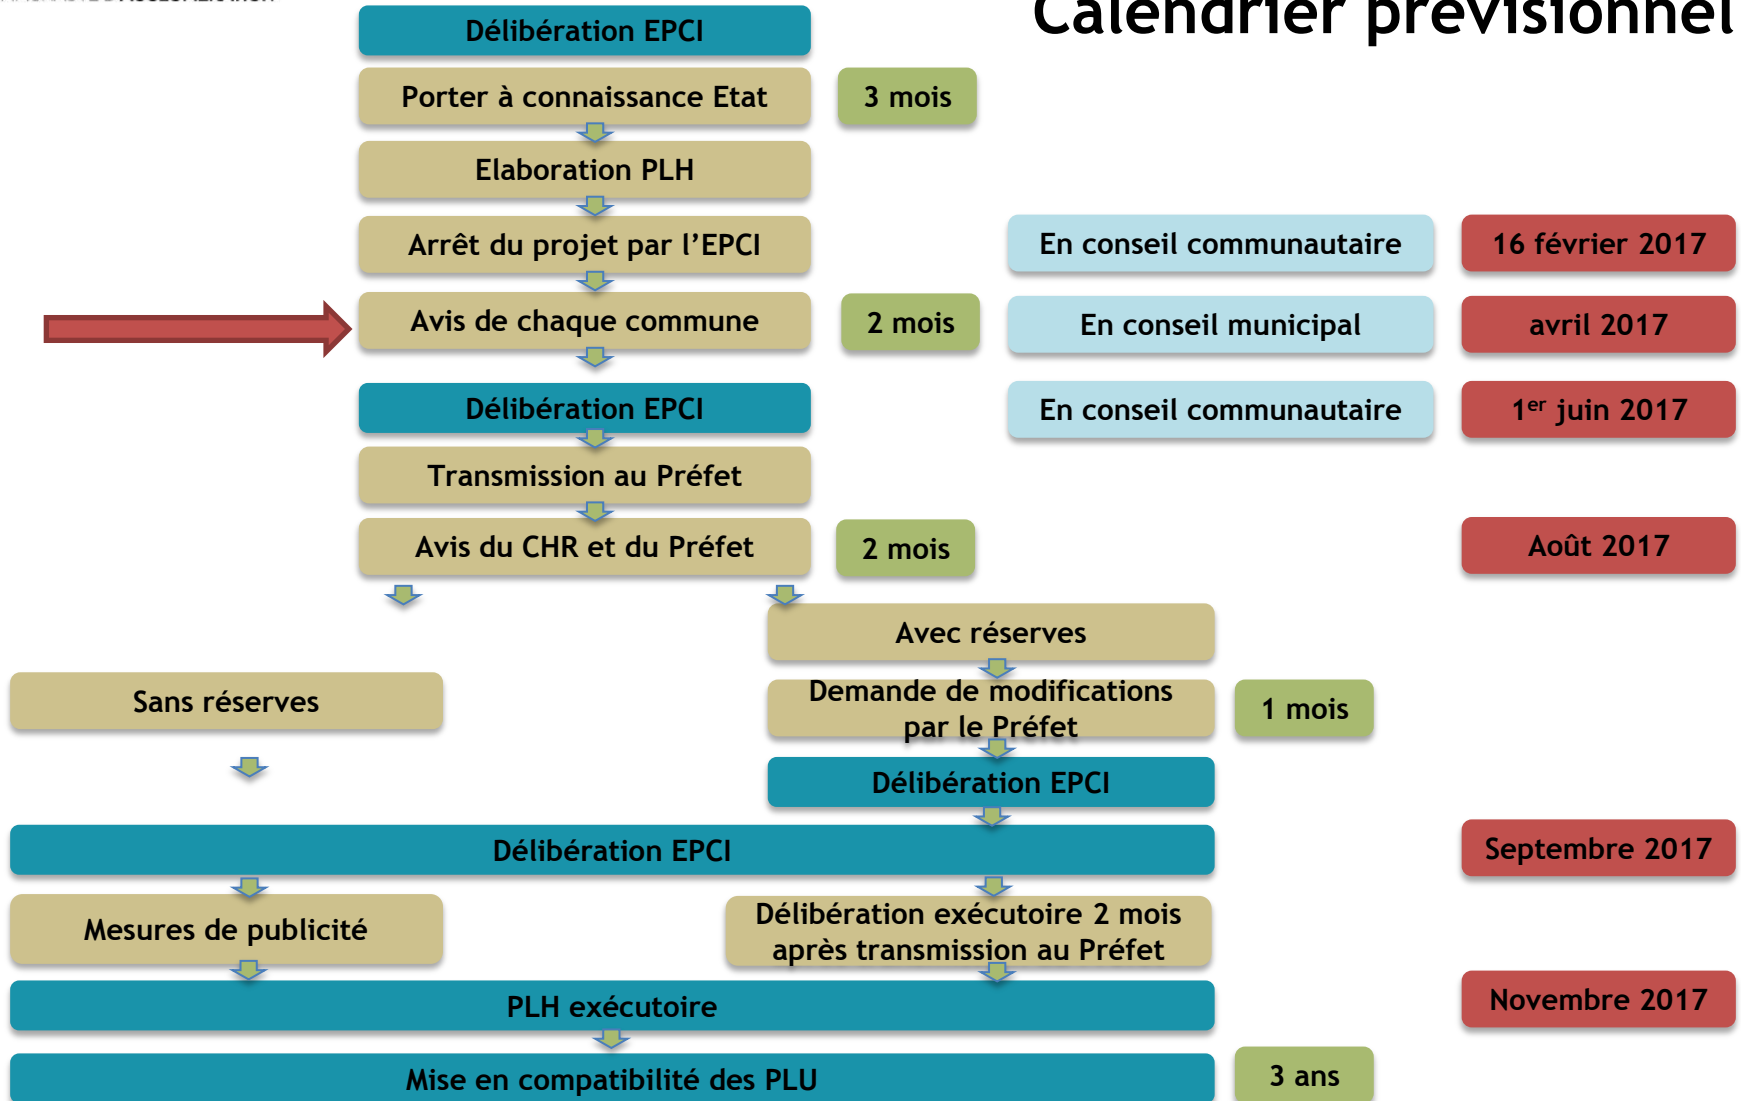 Calendrier prévisionnel
Délibération EPCI
Porter à connaissance Etat
3 mois
Elaboration PLH
Arrêt du projet par l’EPCI
En conseil communautaire
16 février 2017
Avis de chaque commune
2 mois
En conseil municipal
avril 2017
Délibération EPCI
En conseil communautaire
1er juin 2017
Transmission au Préfet
Avis du CHR et du Préfet
2 mois
Août 2017
Avec réserves
Sans réserves
Demande de modifications
par le Préfet
1 mois
Délibération EPCI
Délibération EPCI
Septembre 2017
Mesures de publicité
Délibération exécutoire 2 mois
après transmission au Préfet
PLH exécutoire
Novembre 2017
Mise en compatibilité des PLU
3 ans